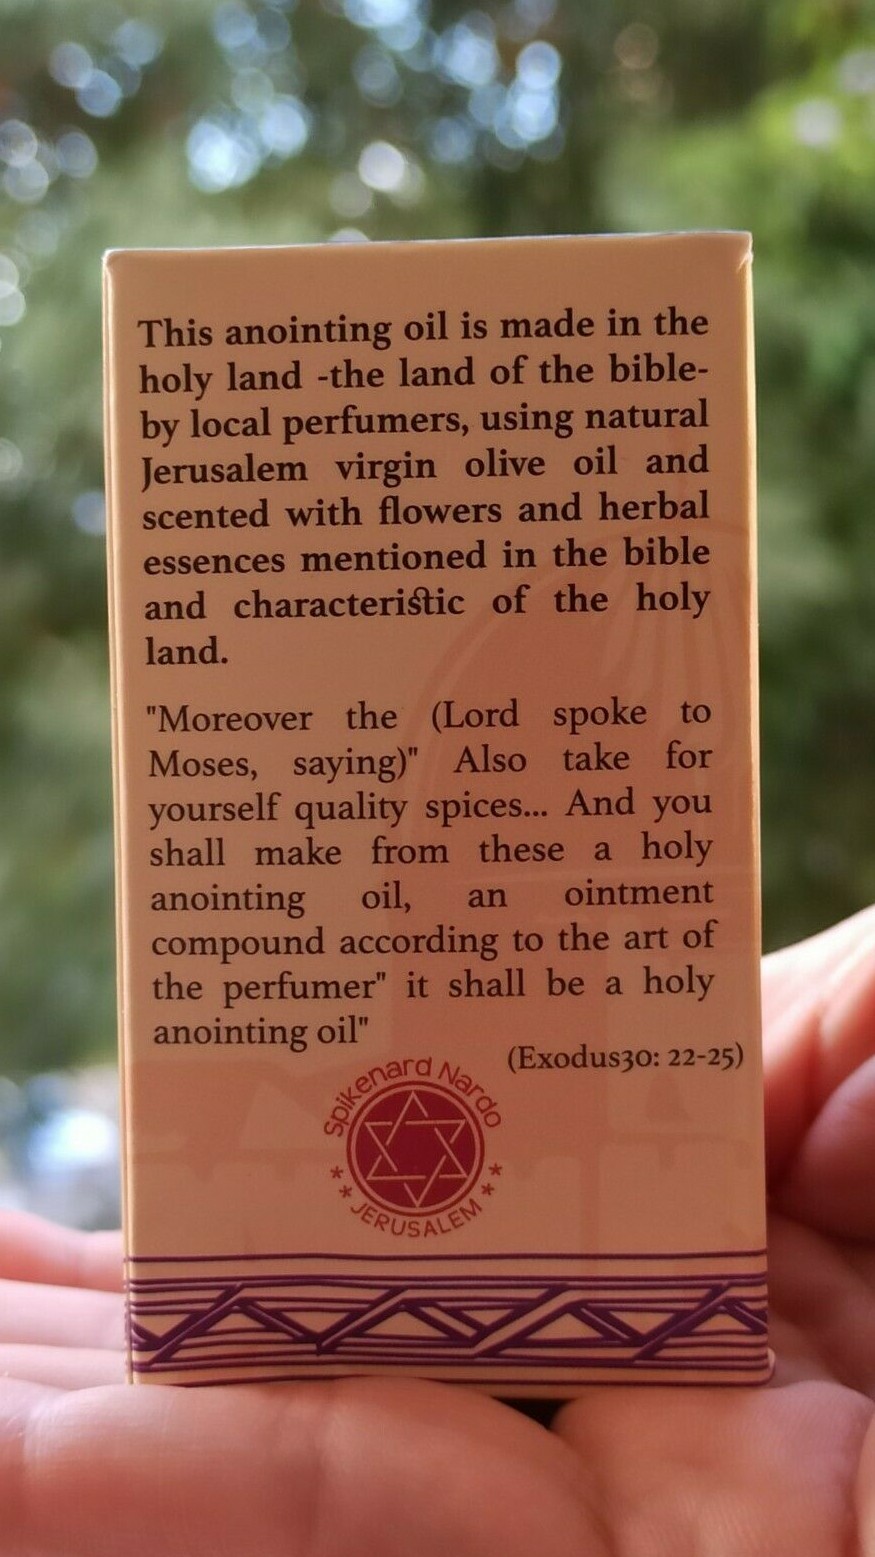 This anointing oil is made in the
holy land -the land of the bible-
by local perfumers, using natural
Jerusalem virgin olive oil and
scented with flowers and herbal
essences mentioned in the bible
and characteristic of the holy
land.
"Moreover the (Lord spoke to
Moses, saying)" Also take for
yourself quality spices... And you
shall make from these a holy
anointing oil, an ointment
compound according to the art of
the perfumer" it shall be a holy
anointing oil"
(Exodus30: 22-25)
Spikenard Nardo
** JERUSALEM **